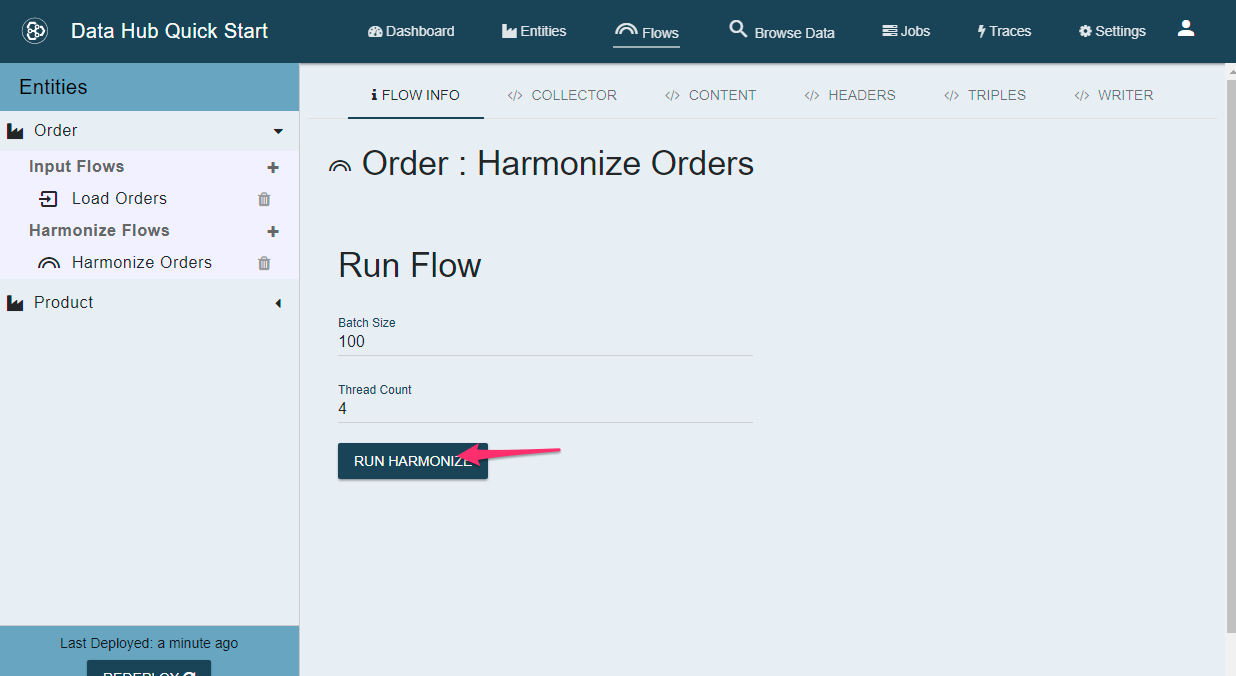 Data Hub Quick Start
Dashboard
Entities
Flows
Browse Data
Jobs
Traces
Settings
Entities
Order
Input Flows
Load Orders
Harmonize Flows
Harmonize Orders
Product
Last Deployed: a minute ago
REDEPLOY
FLOW INFO
</> COLLECTOR
</> CONTENT
</> HEADERS
</> TRIPLES
</> WRITER
Order : Harmonize Orders
Run Flow
Batch Size
100
Thread Count
4
RUN HARMONIZE